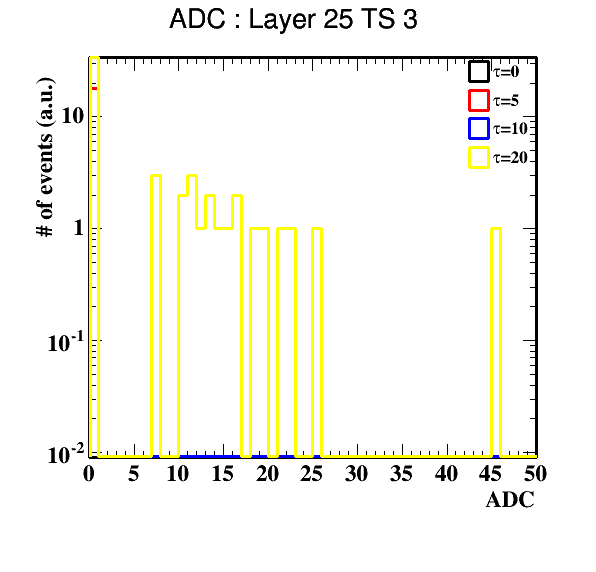 ADC : Layer 25 TS 3
# of events (a.u.)
10
1
10^-1
10^-2
τ=0
τ=5
τ=10
τ=20
0 5 10 15 20 25 30 35 40 45 50
ADC